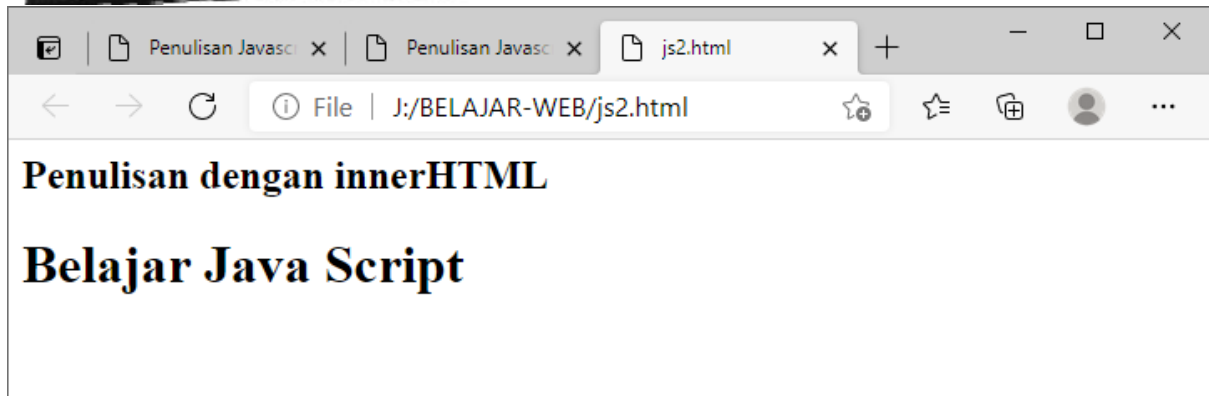 Penulisan Javasc
Penulisan Javasc
js2.html
File | J:/BELAJAR-WEB/js2.html
Penulisan dengan innerHTML
Belajar Java Script